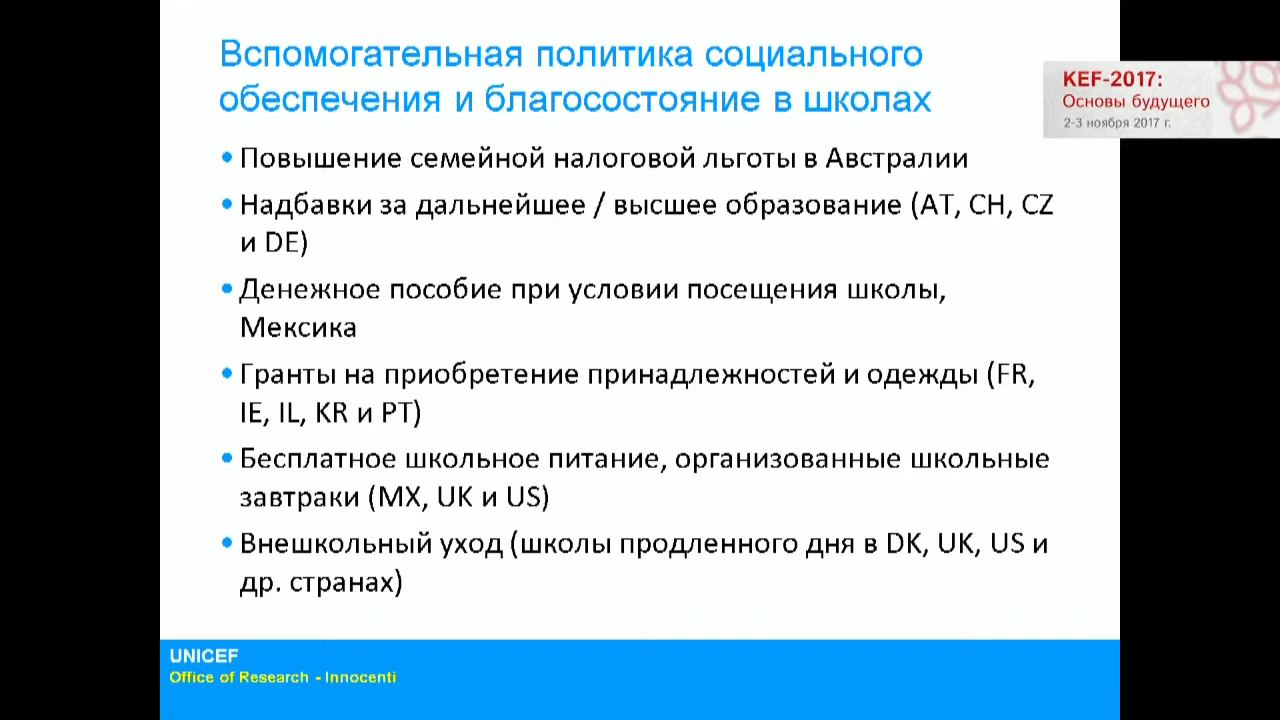 Вспомогательная политика социального
обеспечения и благосостояние в школах
KEF-2017:
Основы будущего
2-3 ноября 2017 г.
• Повышение семейной налоговой льготы в Австралии
• Надбавки за дальнейшее / высшее образование (AT, CH, CZ
и DE)
• Денежное пособие при условии посещения школы,
Мексика
• Гранты на приобретение принадлежностей и одежды (FR,
IE, IL, KR и PT)
• Бесплатное школьное питание, организованные школьные
завтраки (MX, UK и US)
• Внешкольный уход (школы продленного дня в DK, UK, US и
др. странах)
UNICEF
Office of Research - Innocenti